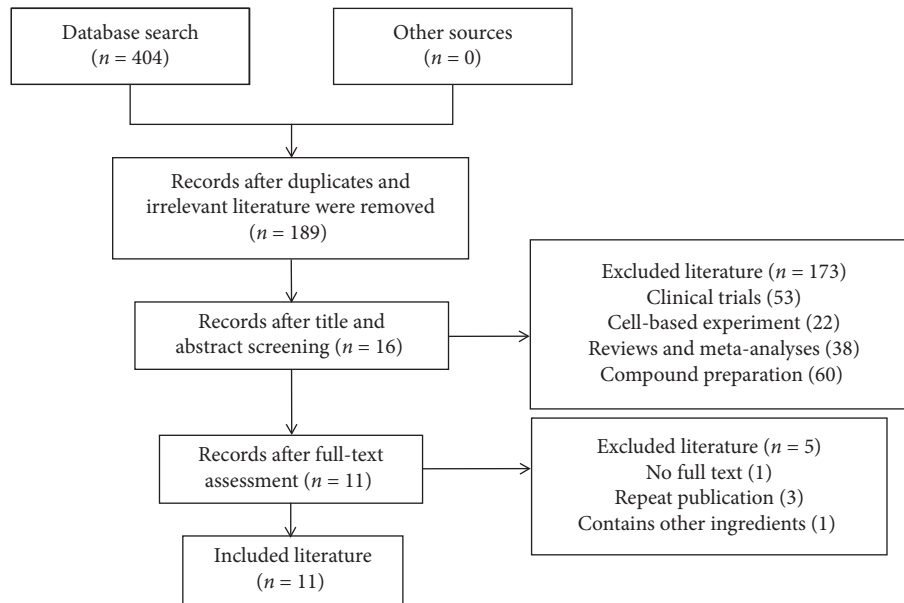 Database search
(n = 404)
Other sources
(n = 0)
Records after duplicates and
irrelevant literature were removed
(n = 189)
Records after title and
abstract screening (n = 16)
Excluded literature (n = 173)
Clinical trials (53)
Cell-based experiment (22)
Reviews and meta-analyses (38)
Compound preparation (60)
Records after full-text
assessment (n = 11)
Excluded literature (n = 5)
No full text (1)
Repeat publication (3)
Contains other ingredients (1)
Included literature
(n = 11)